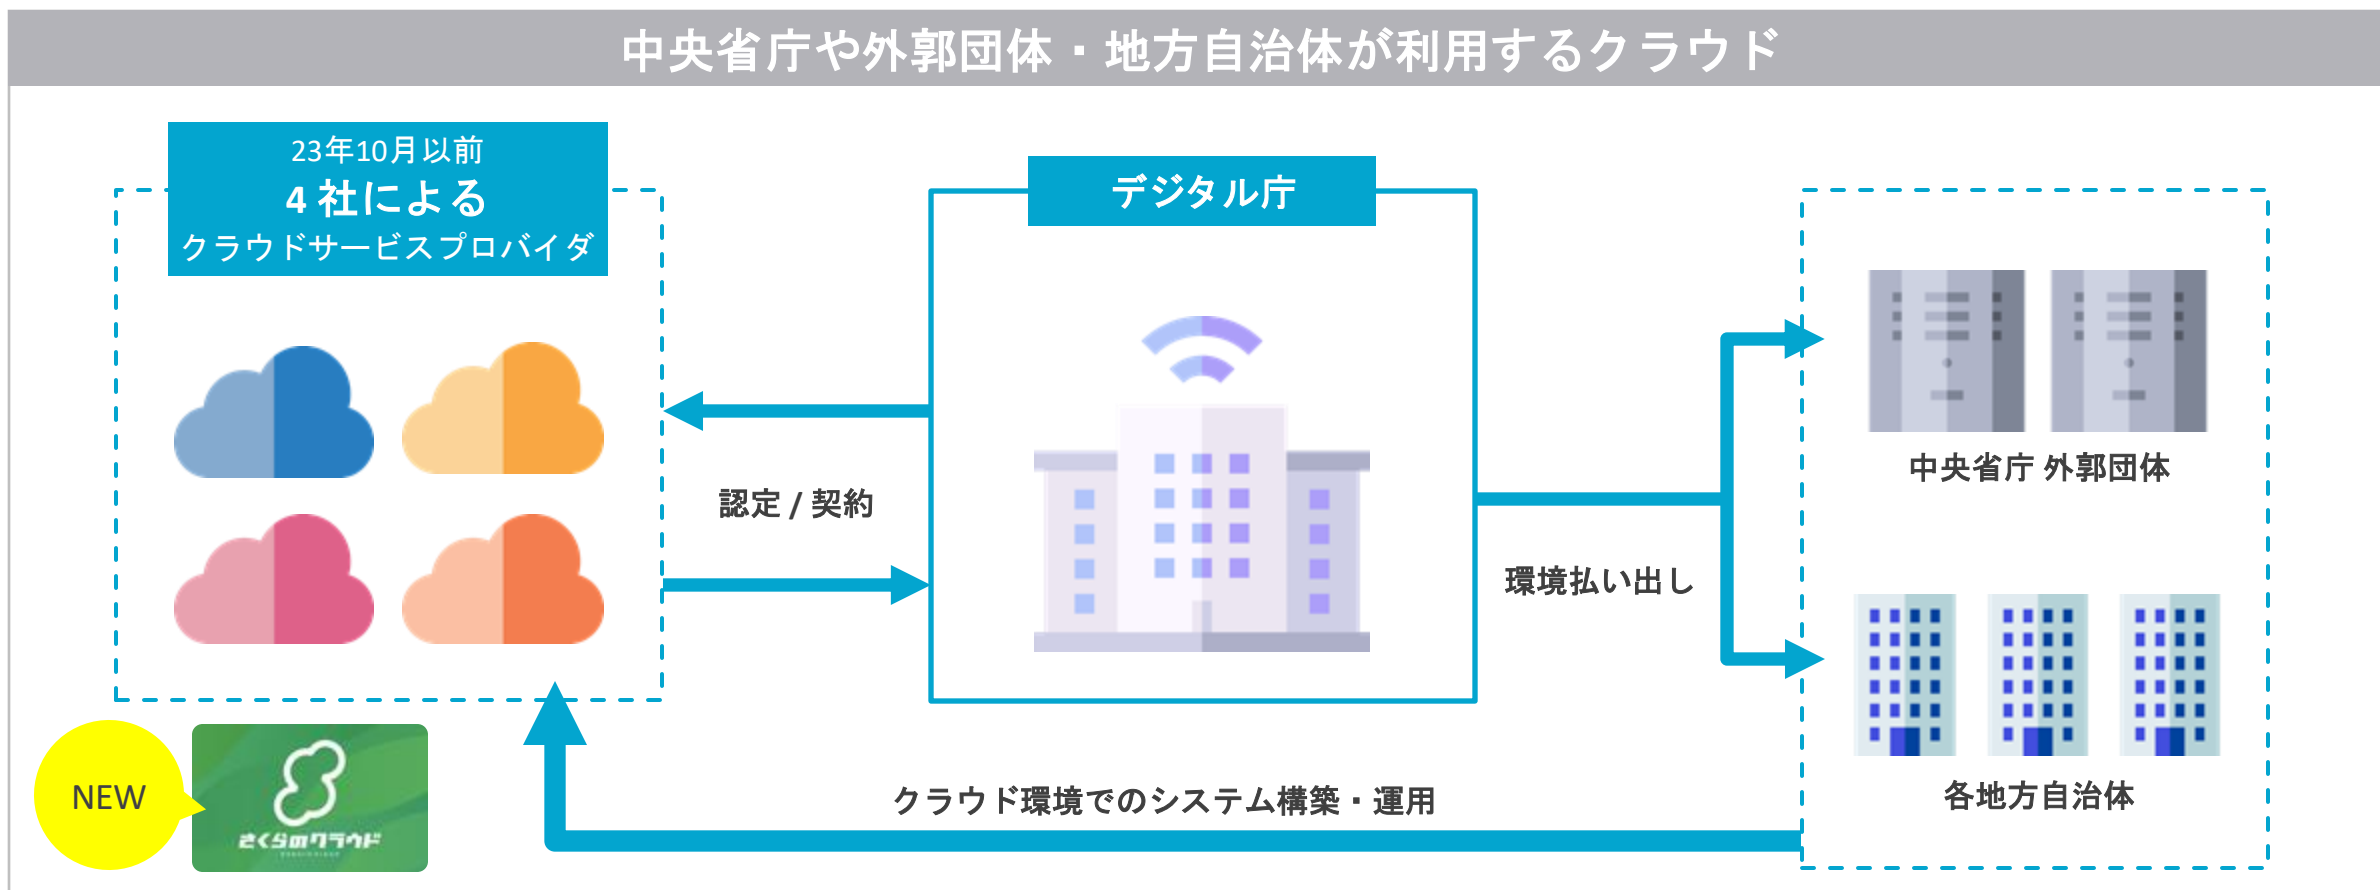 中央省庁や外郭団体・地方自治体が利用するクラウド
23年10月以前
4 社による
クラウドサービスプロバイダ
デジタル庁
認定 / 契約
環境払い出し
中央省庁 外郭団体
各地方自治体
クラウド環境でのシステム構築・運用
NEW
さくらのクラウド